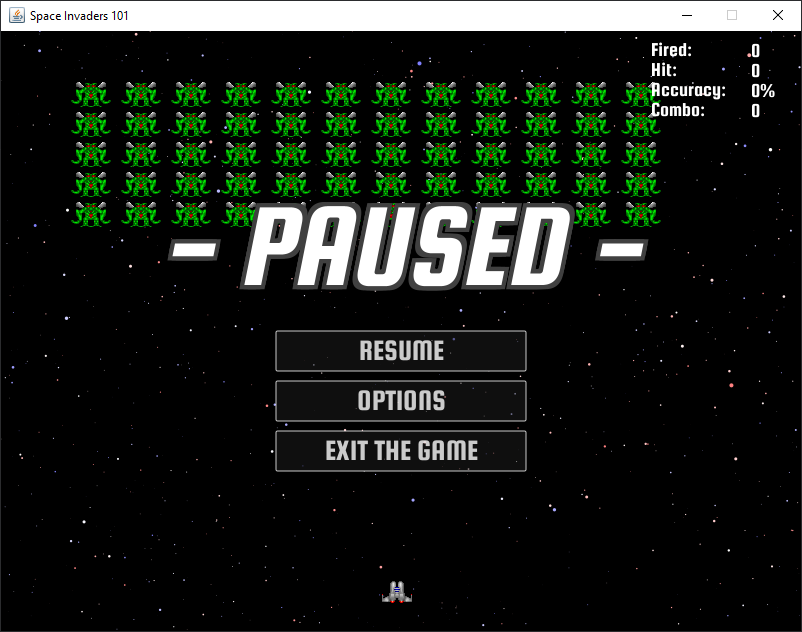 Space Invaders 101
Fired: 0
Hit: 0
Accuracy: 0%
Combo: 0
- PAUSED -
RESUME
OPTIONS
EXIT THE GAME